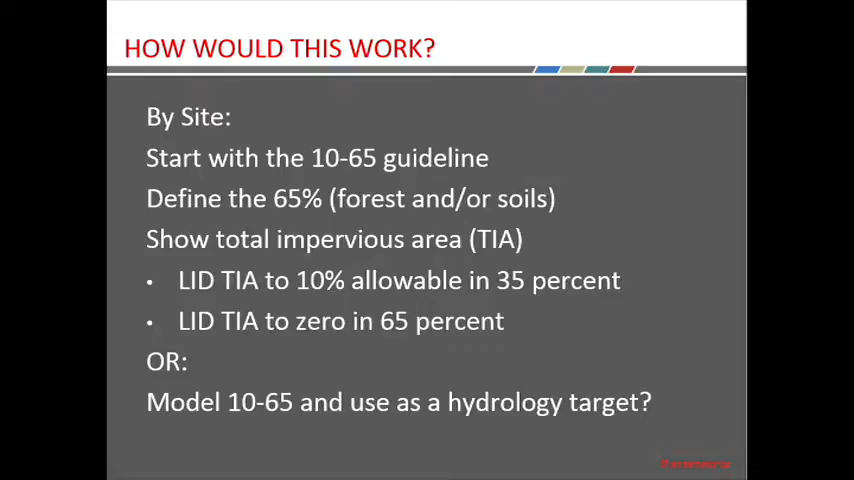 HOW WOULD THIS WORK?
By Site:
Start with the 10-65 guideline
Define the 65% (forest and/or soils)
Show total impervious area (TIA)
• LID TIA to 10% allowable in 35 percent
• LID TIA to zero in 65 percent
OR:
Model 10-65 and use as a hydrology target?